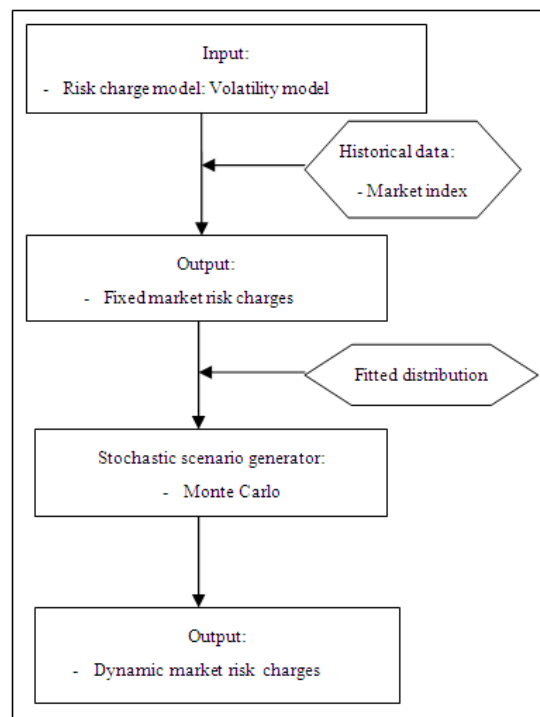 Input:
- Risk charge model: Volatility model
Historical data:
- Market index
Output:
- Fixed market risk charges
Fitted distribution
Stochastic scenario generator:
- Monte Carlo
Output:
- Dynamic market risk charges